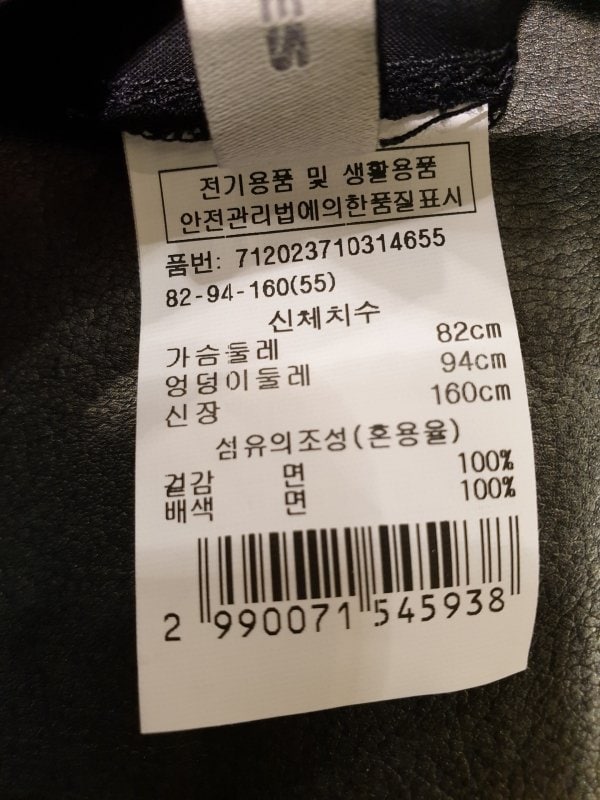 전기용품 및 생활용품
안전관리법에의한품질표시
품번: 712023710314655
82-94-160(55)
신체치수
가슴둘레 82cm
엉덩이둘레 94cm
신장 160cm
섬유의조성(혼용율)
겉감 면 100%
배색 면 100%
2 990071 545938